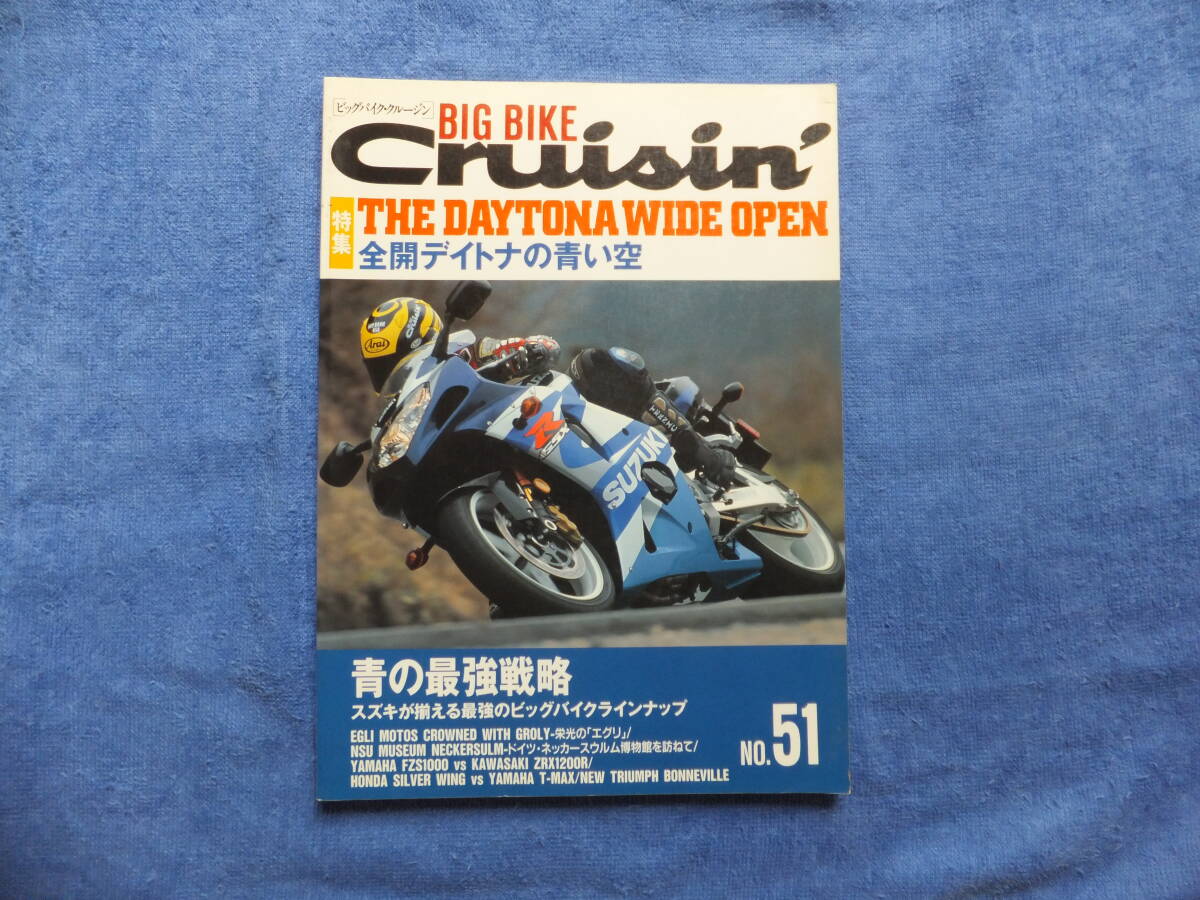 [ビッグバイク・クルージン]
BIG BIKE
Cruisin'
特集
THE DAYTONA WIDE OPEN
全開デイトナの青い空
Arai
Cruisin'
R
GSX
SUZUKI
青の最強戦略
スズキが揃える最強のビッグバイクラインナップ
EGLI MOTOS CROWNED WITH GROLY-栄光の「エグリ」/
NSU MUSEUM NECKERSULM-ドイツ・ネッカースウルム博物館を訪ねて/
YAMAHA FZS1000 vs KAWASAKI ZRX1200R/
HONDA SILVER WING vs YAMAHA T-MAX/NEW TRIUMPH BONNEVILLE
NO.51